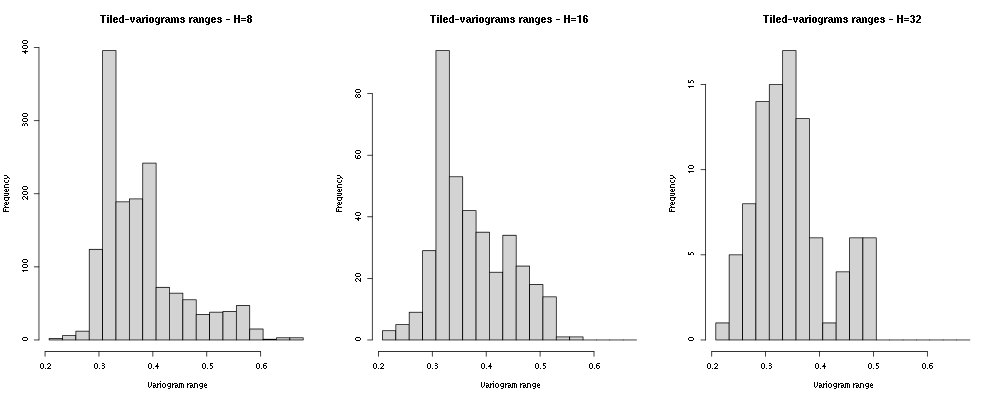 Tiled-variograms ranges - H=8
Frequency
400
300
200
100
0
0.2 0.3 0.4 0.5 0.6
Variogram range
Tiled-variograms ranges - H=16
Frequency
80
60
40
20
0
0.2 0.3 0.4 0.5 0.6
Variogram range
Tiled-variograms ranges - H=32
Frequency
15
10
5
0
0.2 0.3 0.4 0.5 0.6
Variogram range